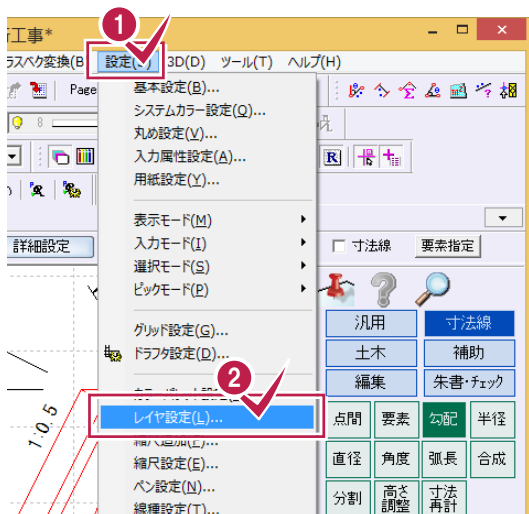 工事*
1
ラスベク変換(B)
設定(
3D(D)
ツール(T)
ヘルプ(H)
Page
8
基本設定(B)...
システムカラー設定(Q)...
丸め設定(V)...
入力属性設定(A)...
用紙設定(Y)...
表示モード(M)
入力モード(I)
選択モード(S)
ピックモード(P)
グリッド設定(G)...
ドラフタ設定(D)...
2
レイヤ設定(L)...
縮尺追加(F)...
縮尺設定(E)...
ペン設定(N)...
線種設定(T)...
R
詳細設定
寸法線
要素指定
汎用
寸法線
土木
補助
編集
朱書・チェック
点間
要素
勾配
半径
直径
角度
弧長
合成
分割
高さ調整
寸法再計
1:0.5